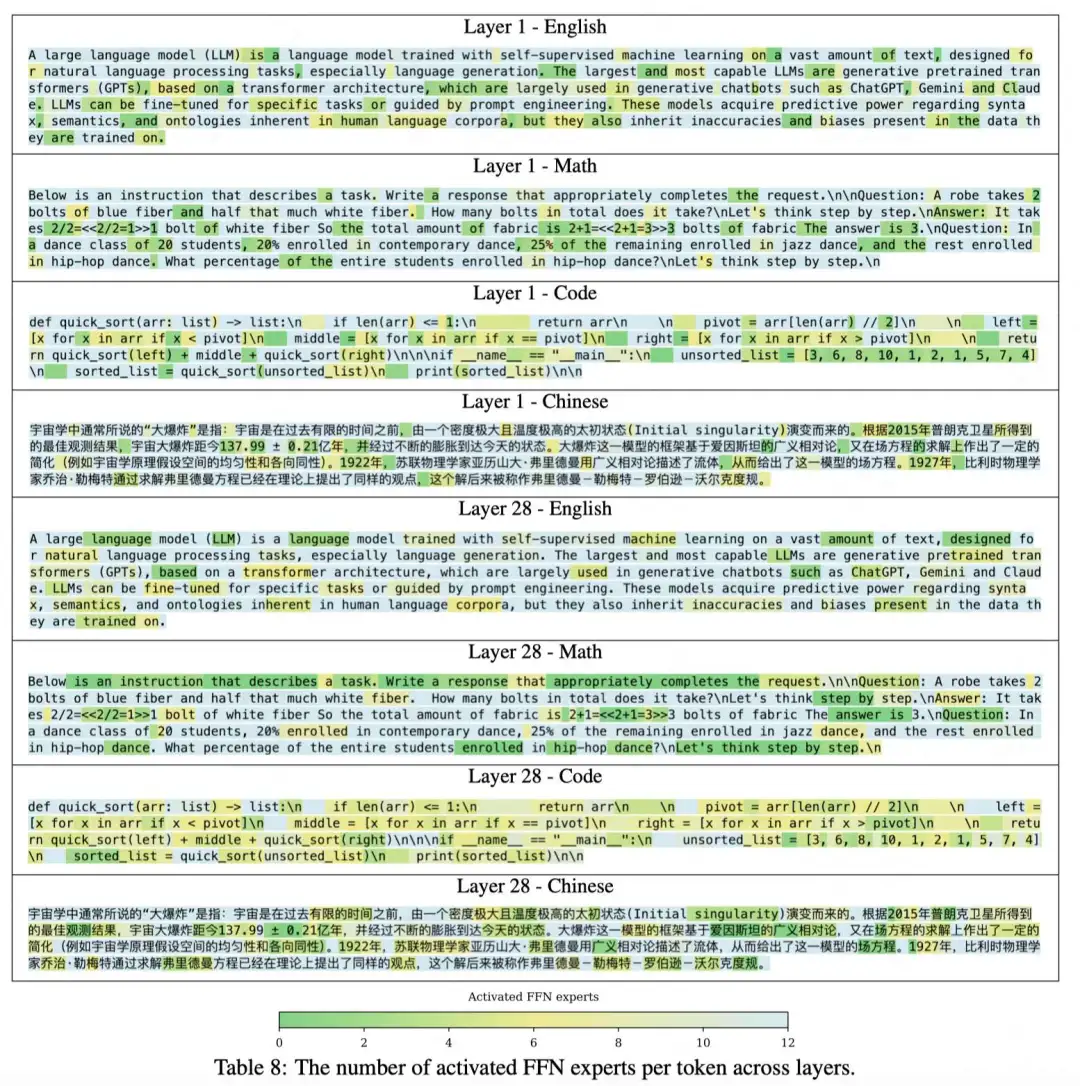 Layer 1 - English
A large language model (LLM) is a language model trained with self-supervised machine learning on a vast amount of text, designed fo
r natural language processing tasks, especially language generation. The largest and most capable LLMs are generative pretrained tran
sformers (GPTs), based on a transformer architecture, which are largely used in generative chatbots such as ChatGPT, Gemini and Claud
e. LLMs can be fine-tuned for specific tasks or guided by prompt engineering. These models acquire predictive power regarding synta
x, semantics, and ontologies inherent in human language corpora, but they also inherit inaccuracies and biases present in the data th
ey are trained on.
Layer 1 - Math
Below is an instruction that describes a task. Write a response that appropriately completes the request.\n\nQuestion: A robe takes 2
bolts of blue fiber and half that much white fiber.  How many bolts in total does it take?\nLet's think step by step.\nAnswer: It tak
es 2/2=<<2/2=1>>1 bolt of white fiber So the total amount of fabric is 2+1=<<2+1=3>>3 bolts of fabric The answer is 3.\nQuestion: In
a dance class of 20 students, 20% enrolled in contemporary dance, 25% of the remaining enrolled in jazz dance, and the rest enrolled
in hip-hop dance. What percentage of the entire students enrolled in hip-hop dance?\nLet's think step by step.\n
Layer 1 - Code
def quick_sort(arr: list) -> list:\n    if len(arr) <= 1:\n        return arr\n    \n    pivot = arr[len(arr) // 2]\n    \n    left =
[x for x in arr if x < pivot]\n    middle = [x for x in arr if x == pivot]\n    right = [x for x in arr if x > pivot]\n    \n    retu
rn quick_sort(left) + middle + quick_sort(right)\n\n\nif __name__ == "__main__":\n    unsorted_list = [3, 6, 8, 10, 1, 2, 1, 5, 7, 4]
\n    sorted_list = quick_sort(unsorted_list)\n    print(sorted_list)\n\n
Layer 1 - Chinese
宇宙学中通常所说的“大爆炸”是指：宇宙是在过去有限的时间之前，由一个密度极大且温度极高的太初状态(Initial singularity)演变而来的。根据2015年普朗克卫星所得到
的最佳观测结果，宇宙大爆炸距今137.99 ± 0.21亿年，并经过不断的膨胀到达今天的状态。大爆炸这一模型的框架基于爱因斯坦的广义相对论，又在场方程的求解上作出了一定的
简化（例如宇宙学原理假设空间的均匀性和各向同性）。1922年，苏联物理学家亚历山大·弗里德曼用广义相对论描述了流体，从而给出了这一模型的场方程。1927年，比利时物理学
家乔治·勒梅特通过求解弗里德曼方程已经在理论上提出了同样的观点，这个解后来被称作弗里德曼－勒梅特－罗伯逊－沃尔克度规。
Layer 28 - English
A large language model (LLM) is a language model trained with self-supervised machine learning on a vast amount of text, designed fo
r natural language processing tasks, especially language generation. The largest and most capable LLMs are generative pretrained tran
sformers (GPTs), based on a transformer architecture, which are largely used in generative chatbots such as ChatGPT, Gemini and Claud
e. LLMs can be fine-tuned for specific tasks or guided by prompt engineering. These models acquire predictive power regarding synta
x, semantics, and ontologies inherent in human language corpora, but they also inherit inaccuracies and biases present in the data th
ey are trained on.
Layer 28 - Math
Below is an instruction that describes a task. Write a response that appropriately completes the request.\n\nQuestion: A robe takes 2
bolts of blue fiber and half that much white fiber.  How many bolts in total does it take?\nLet's think step by step.\nAnswer: It tak
es 2/2=<<2/2=1>>1 bolt of white fiber So the total amount of fabric is 2+1=<<2+1=3>>3 bolts of fabric The answer is 3.\nQuestion: In
a dance class of 20 students, 20% enrolled in contemporary dance, 25% of the remaining enrolled in jazz dance, and the rest enrolled
in hip-hop dance. What percentage of the entire students enrolled in hip-hop dance?\nLet's think step by step.\n
Layer 28 - Code
def quick_sort(arr: list) -> list:\n    if len(arr) <= 1:\n        return arr\n    \n    pivot = arr[len(arr) // 2]\n    \n    left =
[x for x in arr if x < pivot]\n    middle = [x for x in arr if x == pivot]\n    right = [x for x in arr if x > pivot]\n    \n    retu
rn quick_sort(left) + middle + quick_sort(right)\n\n\nif __name__ == "__main__":\n    unsorted_list = [3, 6, 8, 10, 1, 2, 1, 5, 7, 4]
\n    sorted_list = quick_sort(unsorted_list)\n    print(sorted_list)\n\n
Layer 28 - Chinese
宇宙学中通常所说的“大爆炸”是指：宇宙是在过去有限的时间之前，由一个密度极大且温度极高的太初状态(Initial singularity)演变而来的。根据2015年普朗克卫星所得到
的最佳观测结果，宇宙大爆炸距今137.99 ± 0.21亿年，并经过不断的膨胀到达今天的状态。大爆炸这一模型的框架基于爱因斯坦的广义相对论，又在场方程的求解上作出了一定的
简化（例如宇宙学原理假设空间的均匀性和各向同性）。1922年，苏联物理学家亚历山大·弗里德曼用广义相对论描述了流体，从而给出了这一模型的场方程。1927年，比利时物理学
家乔治·勒梅特通过求解弗里德曼方程已经在理论上提出了同样的观点，这个解后来被称作弗里德曼－勒梅特－罗伯逊－沃尔克度规。
Activated FFN experts
0 2 4 6 8 10 12
Table 8: The number of activated FFN experts per token across layers.